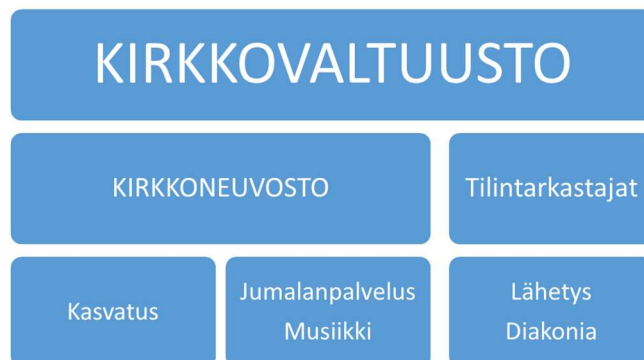 KIRKKOVALTUUSTO
KIRKKONEUVOSTO
Tilintarkastajat
Kasvatus
Jumalanpalvelus
Musiikki
Lähetys
Diakonia